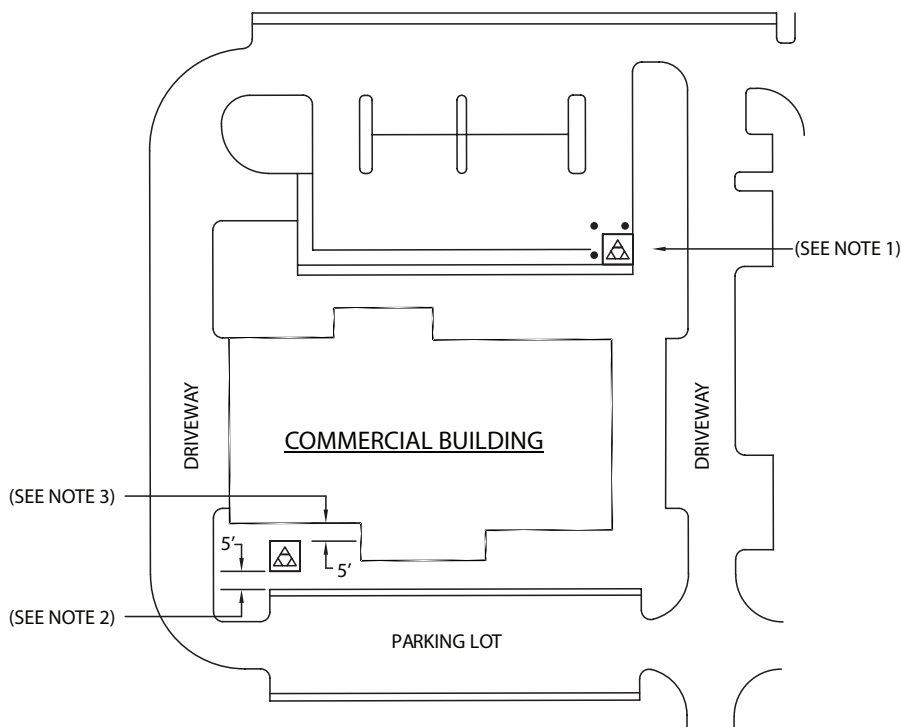 (SEE NOTE 1)
DRIVEWAY
COMMERCIAL BUILDING
DRIVEWAY
(SEE NOTE 3)
5'
5'
(SEE NOTE 2)
PARKING LOT